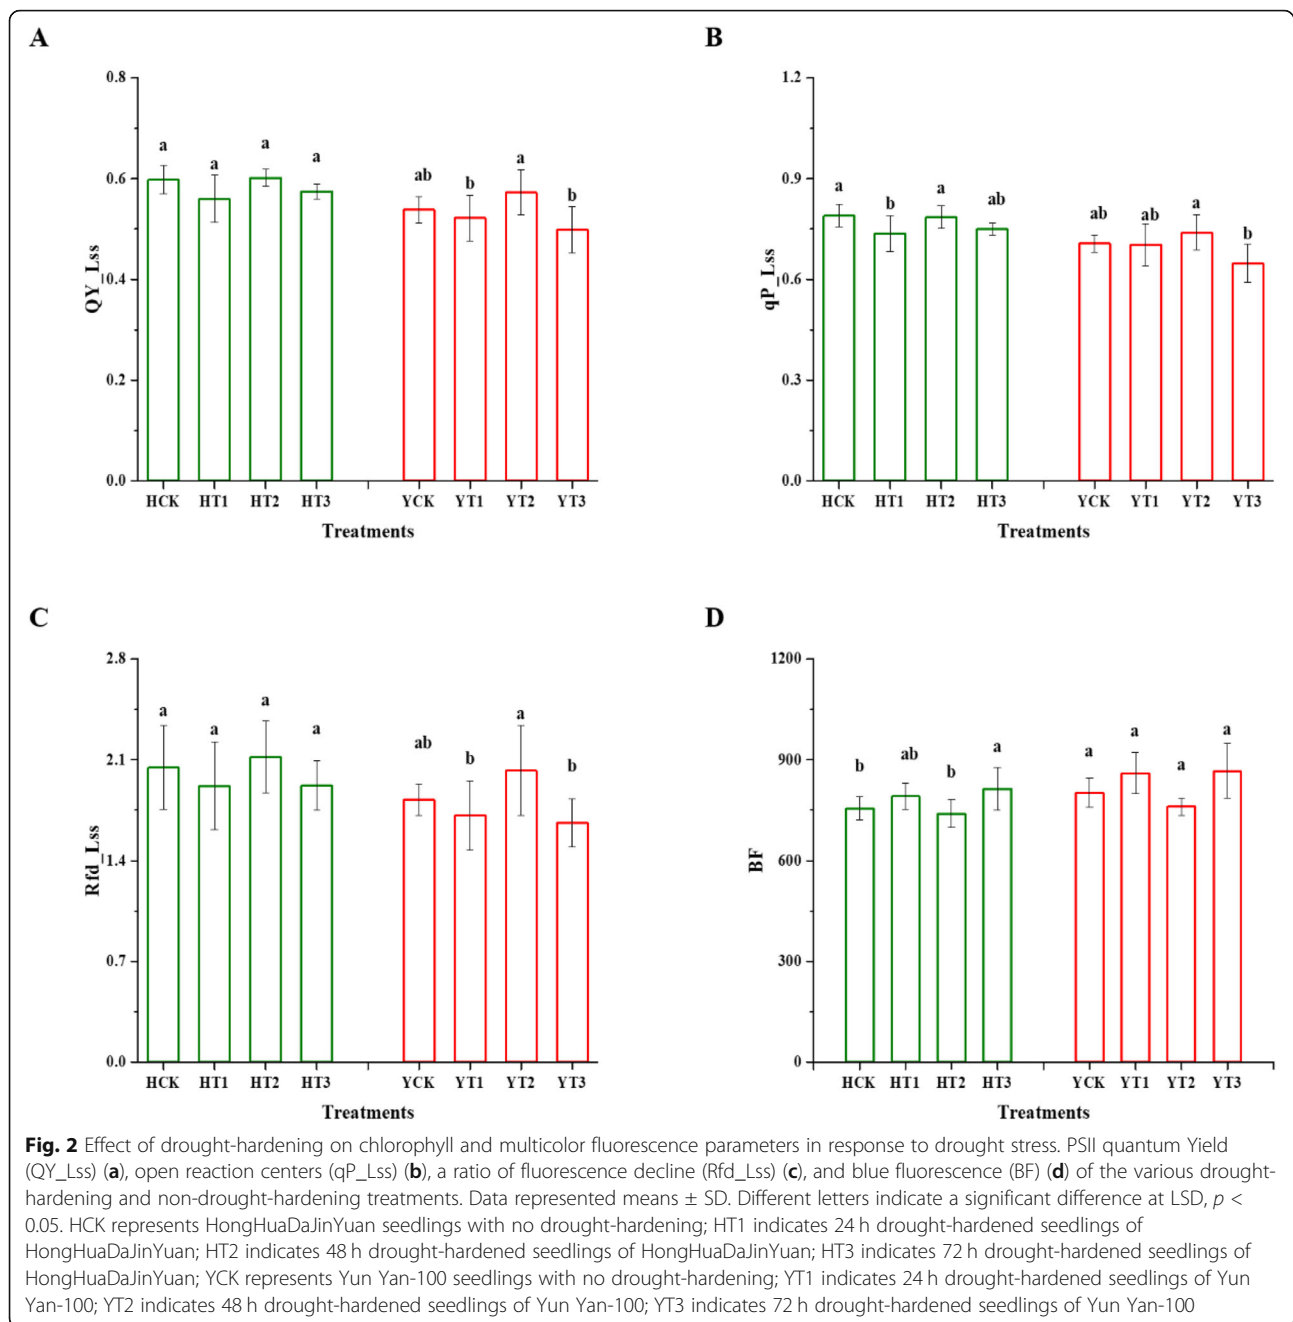 A
0.8
0.6
0.4
0.2
0.0
QY_Lss
a
a
a
a
ab
b
a
b
HCK HT1 HT2 HT3 YCK YT1 YT2 YT3
Treatments
B
1.2
0.9
0.6
0.3
0.0
qP_Lss
a
b
a
ab
ab
ab
a
b
HCK HT1 HT2 HT3 YCK YT1 YT2 YT3
Treatments
C
2.8
2.1
1.4
0.7
0.0
Rfd_Lss
a
a
a
a
ab
b
a
b
HCK HT1 HT2 HT3 YCK YT1 YT2 YT3
Treatments
D
1200
900
600
300
0
BF
b
ab
b
a
a
a
a
a
HCK HT1 HT2 HT3 YCK YT1 YT2 YT3
Treatments
Fig. 2 Effect of drought-hardening on chlorophyll and multicolor fluorescence parameters in response to drought stress. PSII quantum Yield
(QY_Lss) (a), open reaction centers (qP_Lss) (b), a ratio of fluorescence decline (Rfd_Lss) (c), and blue fluorescence (BF) (d) of the various drought-
hardening and non-drought-hardening treatments. Data represented means ± SD. Different letters indicate a significant difference at LSD, p <
0.05. HCK represents HongHuaDaJinYuan seedlings with no drought-hardening; HT1 indicates 24 h drought-hardened seedlings of
HongHuaDaJinYuan; HT2 indicates 48 h drought-hardened seedlings of HongHuaDaJinYuan; HT3 indicates 72 h drought-hardened seedlings of
HongHuaDaJinYuan; YCK represents Yun Yan-100 seedlings with no drought-hardening; YT1 indicates 24 h drought-hardened seedlings of Yun
Yan-100; YT2 indicates 48 h drought-hardened seedlings of Yun Yan-100; YT3 indicates 72 h drought-hardened seedlings of Yun Yan-100